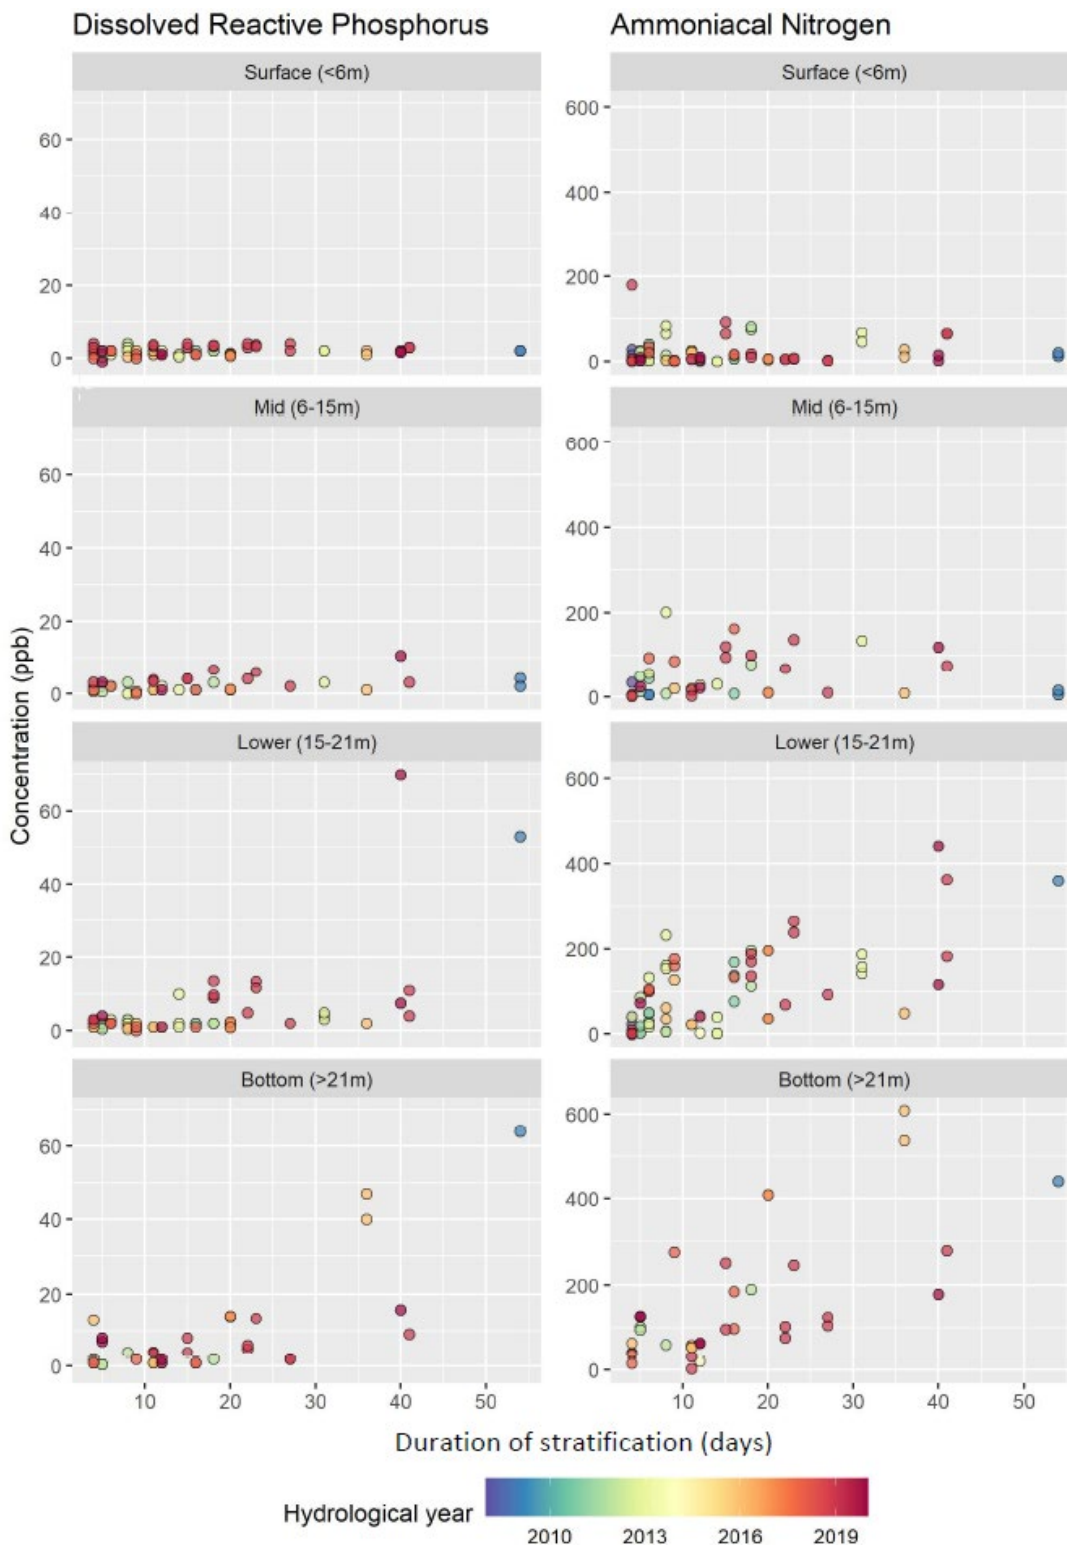 Dissolved Reactive Phosphorus Ammoniacal Nitrogen
Surface (<6m) Surface (<6m)
60 600
40 400
20 200
0 0
Mid (6-15m) Mid (6-15m)
60 600
40 400
20 200
0 0
Concentration (ppb)
Lower (15-21m) Lower (15-21m)
60 600
40 400
20 200
0 0
Bottom (>21m) Bottom (>21m)
60 600
40 400
20 200
0 0
10 20 30 40 50 10 20 30 40 50
Duration of stratification (days)
Hydrological year
2010 2013 2016 2019